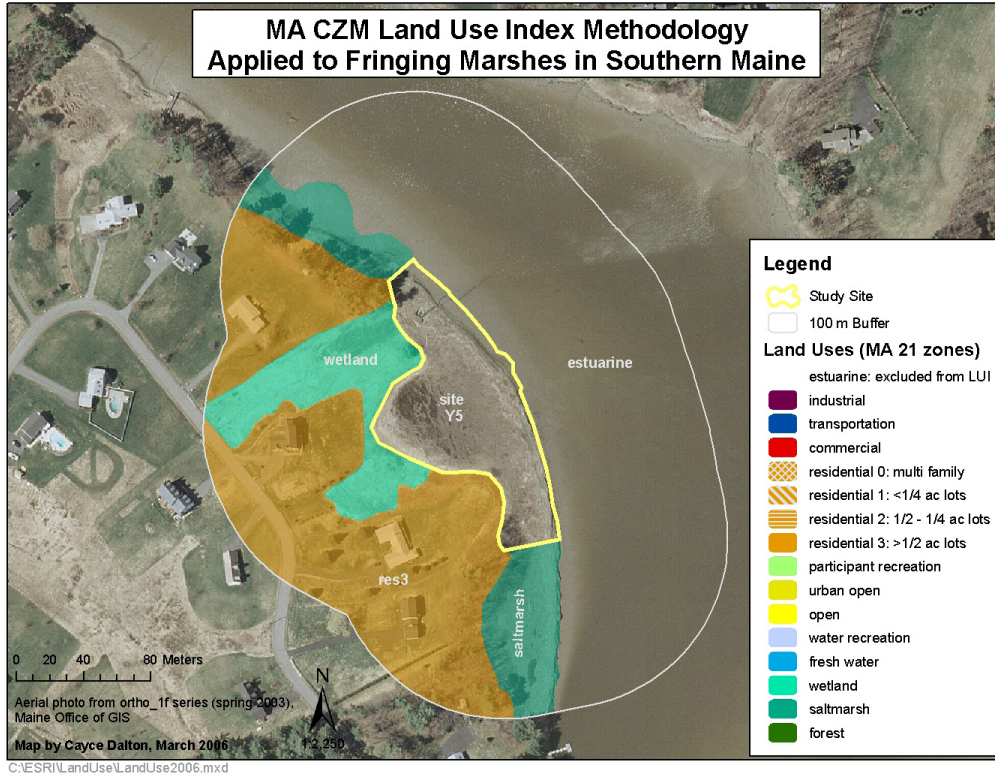 MA CZM Land Use Index Methodology
Applied to Fringing Marshes in Southern Maine
wetland
site
Y5
estuarine
res3
saltmarsh
Legend
Study Site
100 m Buffer
Land Uses (MA 21 zones)
estuarine: excluded from LUI
industrial
transportation
commercial
residential 0: multi family
residential 1: <1/4 ac lots
residential 2: 1/2 - 1/4 ac lots
residential 3: >1/2 ac lots
participant recreation
urban open
open
water recreation
fresh water
wetland
saltmarsh
forest
0 20 40 80 Meters
N
Aerial photo from ortho_1f series (spring 2003),
Maine Office of GIS
Map by Cayce Dalton, March 2006
1:2,250
C:\ESRI\LandUse\LandUse2006.mxd